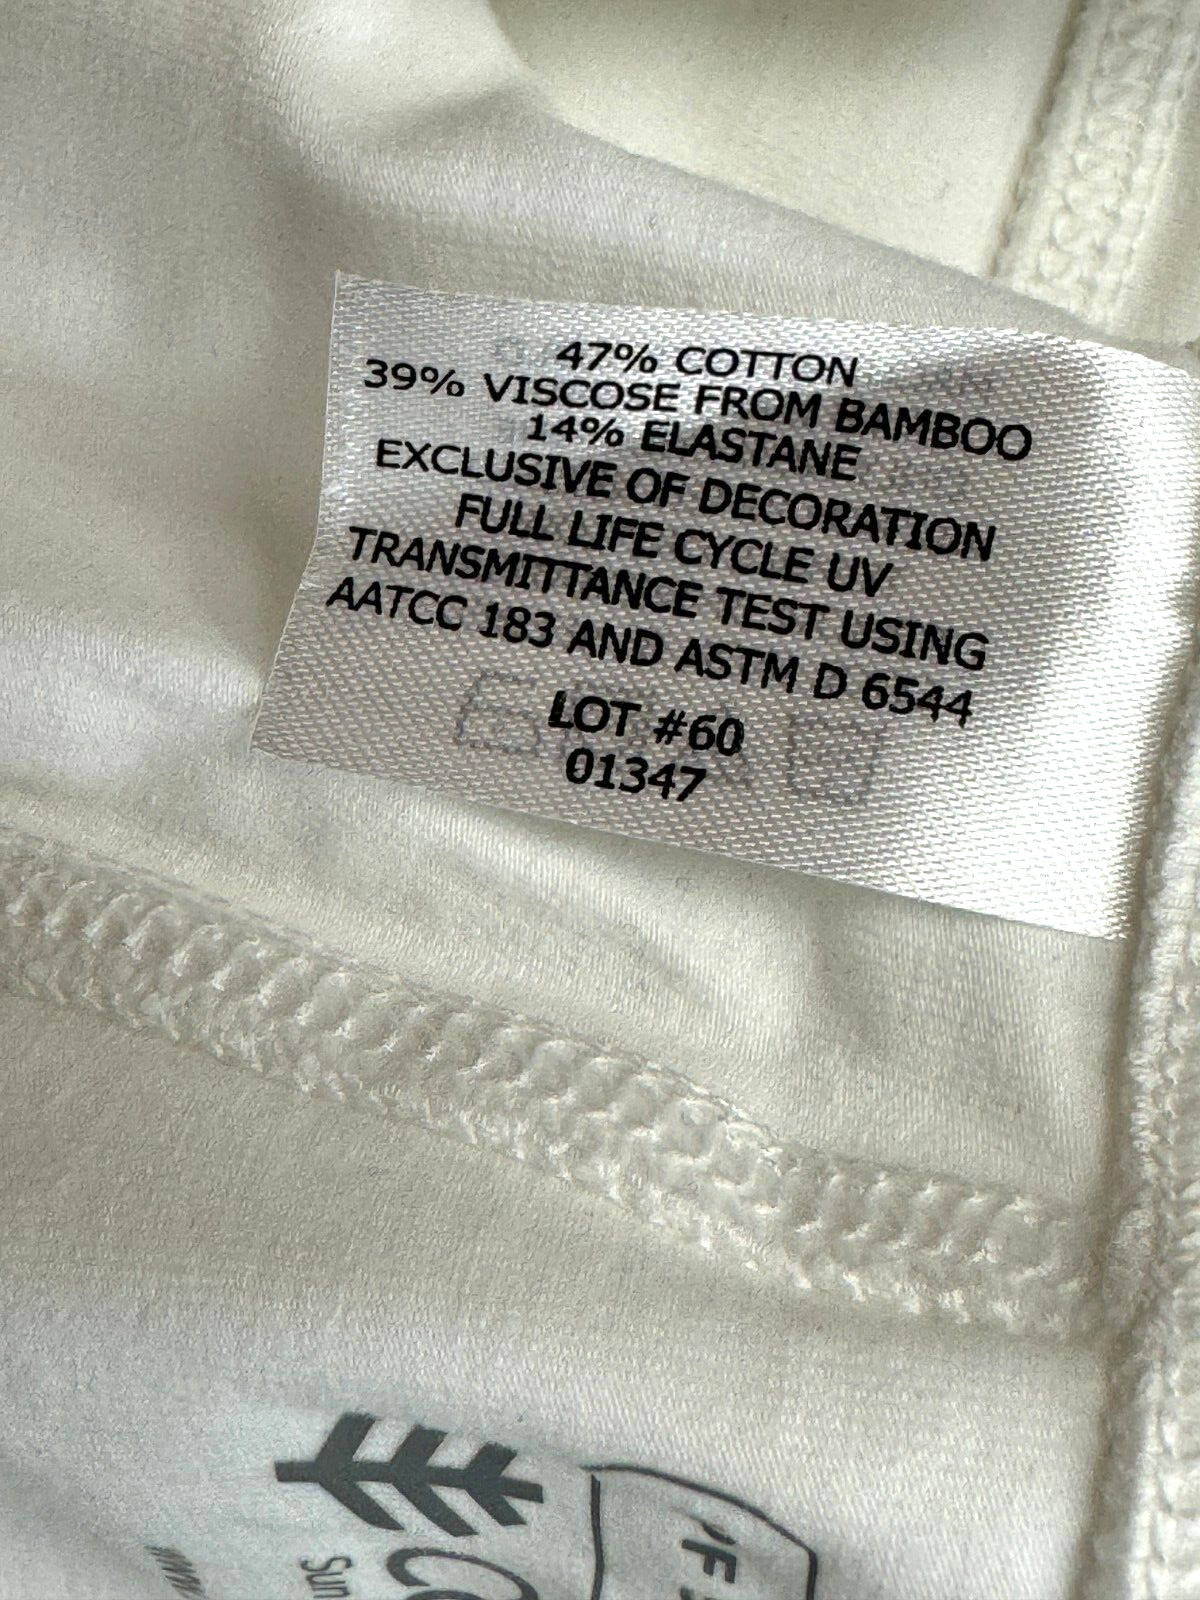 47% COTTON
39% VISCOSE FROM BAMBOO
14% ELASTANE
EXCLUSIVE OF DECORATION
FULL LIFE CYCLE UV
TRANSMITTANCE TEST USING
AATCC 183 AND ASTM D 6544
LOT #60
01347
Sun